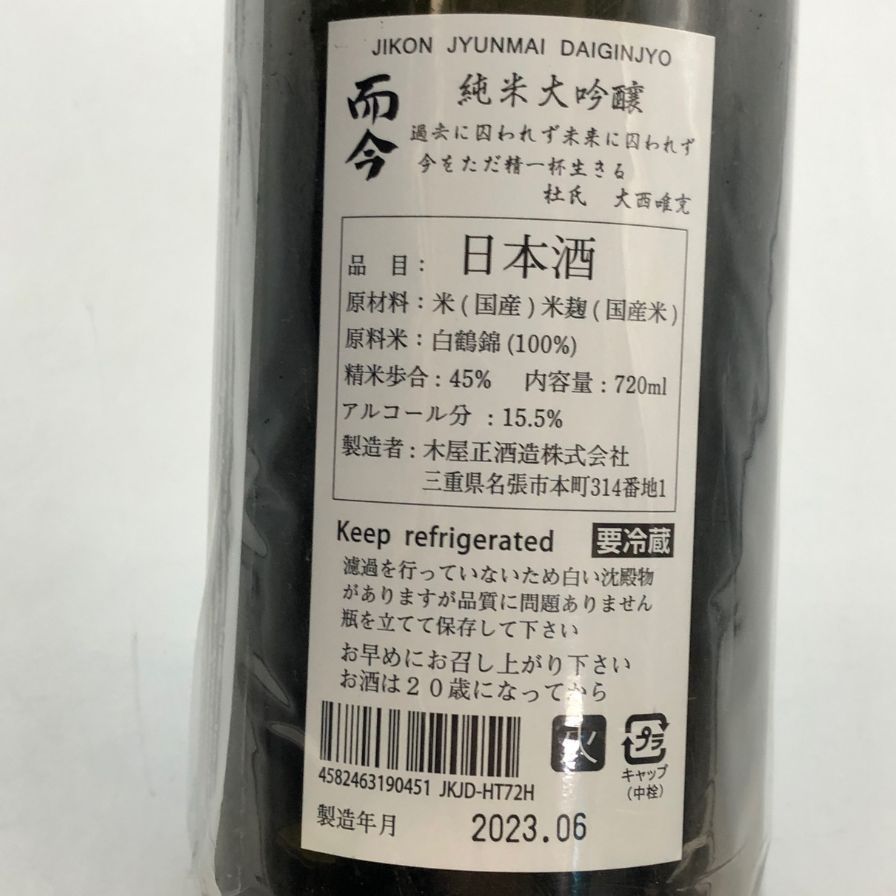 JIKON JYUNMAI DAIGINJYO
而今
純米大吟醸
過去に囚われず未来に囚われず
今をただ精一杯生きる
杜氏 大西唯克
品 目： 日本酒
原材料：米(国産)米麹(国産米)
原料米：白鶴錦(100%)
精米歩合：45% 内容量：720ml
アルコール分 ：15.5%
製造者：木屋正酒造株式会社
三重県名張市本町314番地1
Keep refrigerated 要冷蔵
濾過を行っていないため白い沈殿物
がありますが品質に問題ありません
瓶を立てて保存して下さい
お早めにお召し上がり下さい
お酒は20歳になってから
4582463190451 JKJD-HT72H
火
プラ
キャップ
(中栓)
製造年月 2023.06